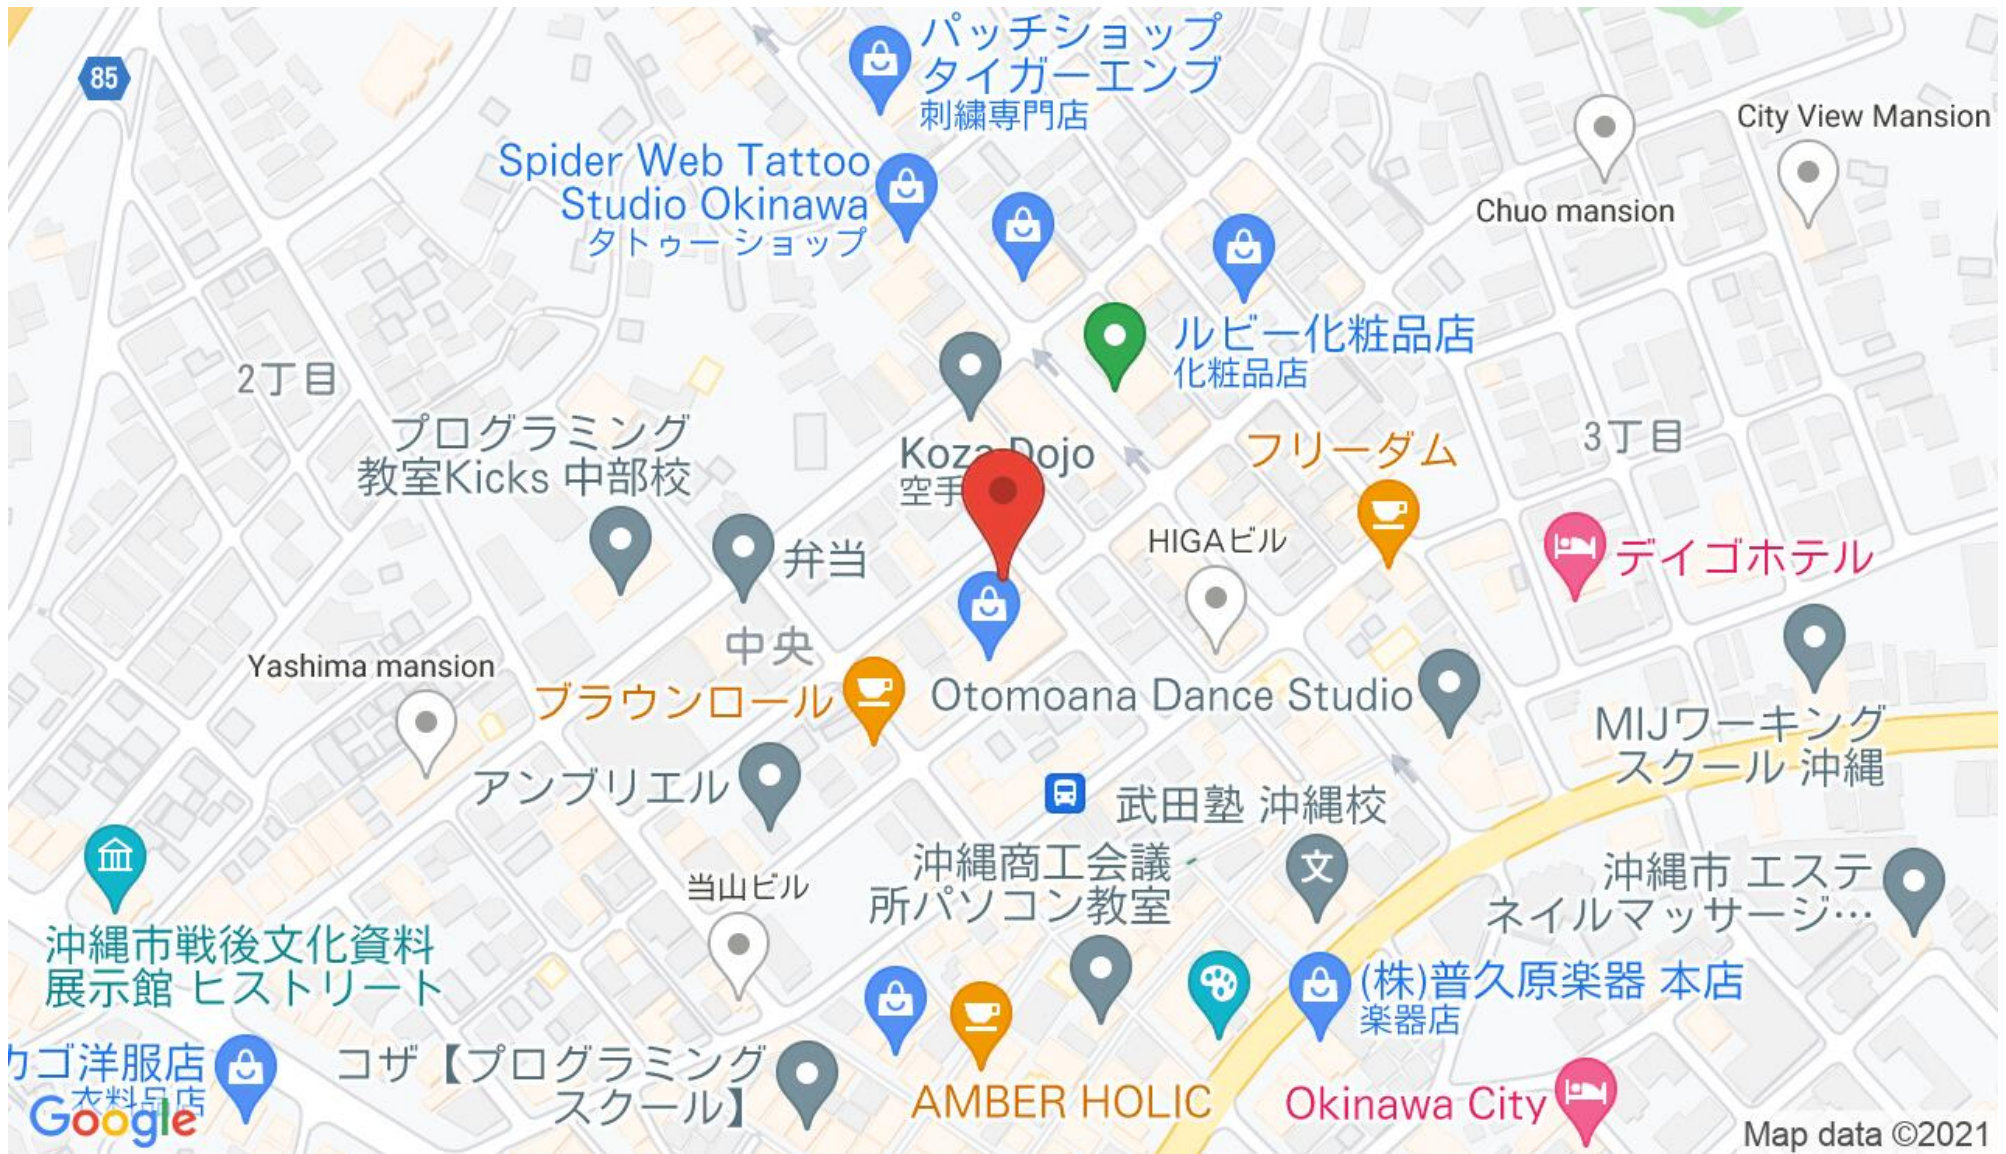 85
パッチショップ
タイガーエンブ
刺繍専門店
City View Mansion
Spider Web Tattoo
Studio Okinawa
タトゥー ショップ
Chuo mansion
ルビー化粧品店
化粧品店
2丁目
プログラミング
教室Kicks 中部校
Koza Dojo
空手
フリーダム
3丁目
HIGAビル
弁当
デイゴホテル
中央
Yashima mansion
ブラウンロール
Otomoana Dance Studio
MIJワーキング
スクール 沖縄
アンブリエル
武田塾 沖縄校
文
沖縄商工会議
所パソコン教室
当山ビル
沖縄市 エステ
ネイルマッサージ…
沖縄市戦後文化資料
展示館 ヒストリート
(株)普久原楽器 本店
楽器店
カゴ洋服店
衣料品店
コザ【プログラミング
スクール】
AMBER HOLIC
Okinawa City
Google
Map data ©2021